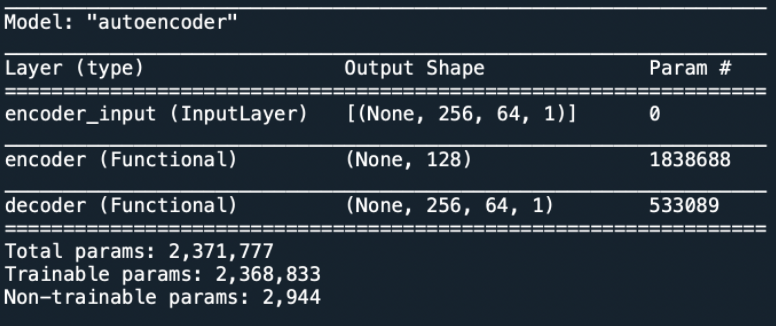 Model: "autoencoder"
Layer (type) Output Shape Param #
encoder_input (InputLayer) [(None, 256, 64, 1)] 0
encoder (Functional) (None, 128) 1838688
decoder (Functional) (None, 256, 64, 1) 533089
Total params: 2,371,777
Trainable params: 2,368,833
Non-trainable params: 2,944